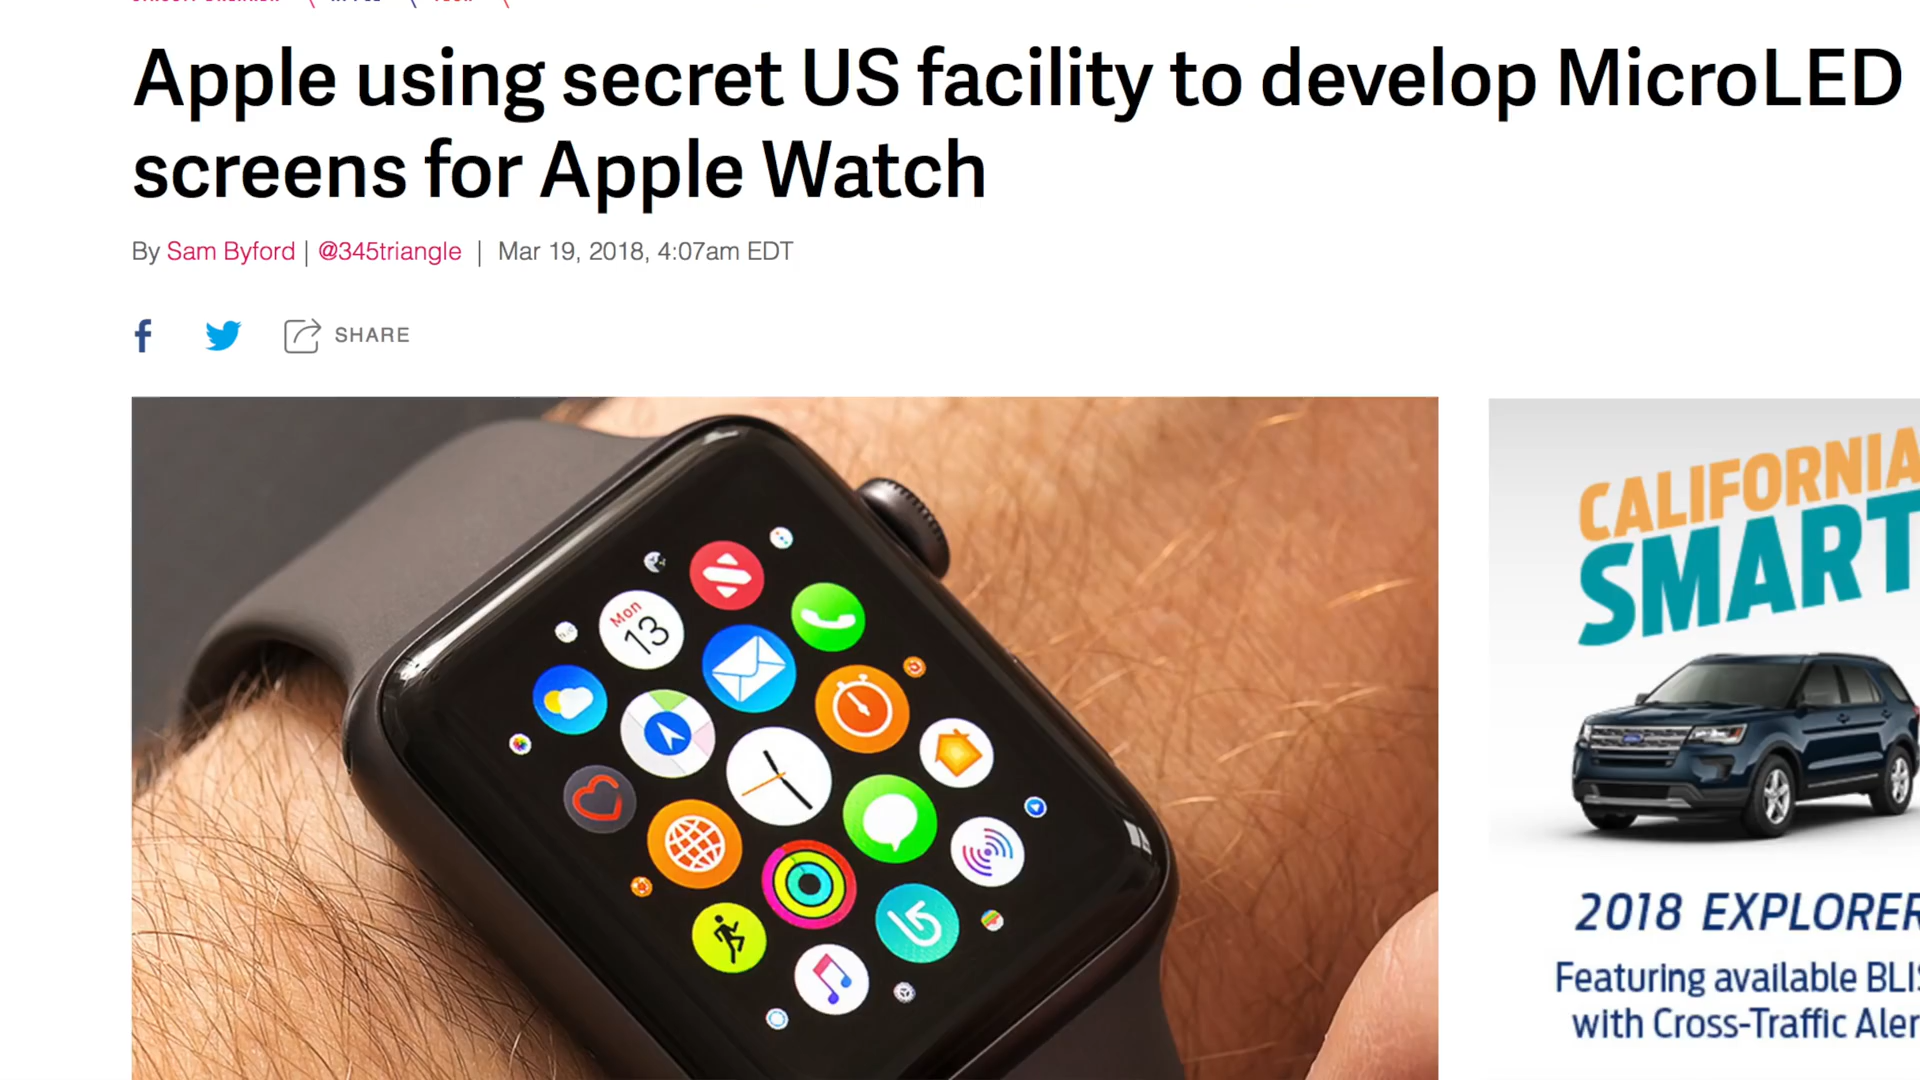 Apple using secret US facility to develop MicroLED
screens for Apple Watch
By Sam Byford | @345triangle | Mar 19, 2018, 4:07am EDT
SHARE
Mon
13
CALIFORNIA
SMART
2018 EXPLORER
Featuring available
with Cross-Traffic